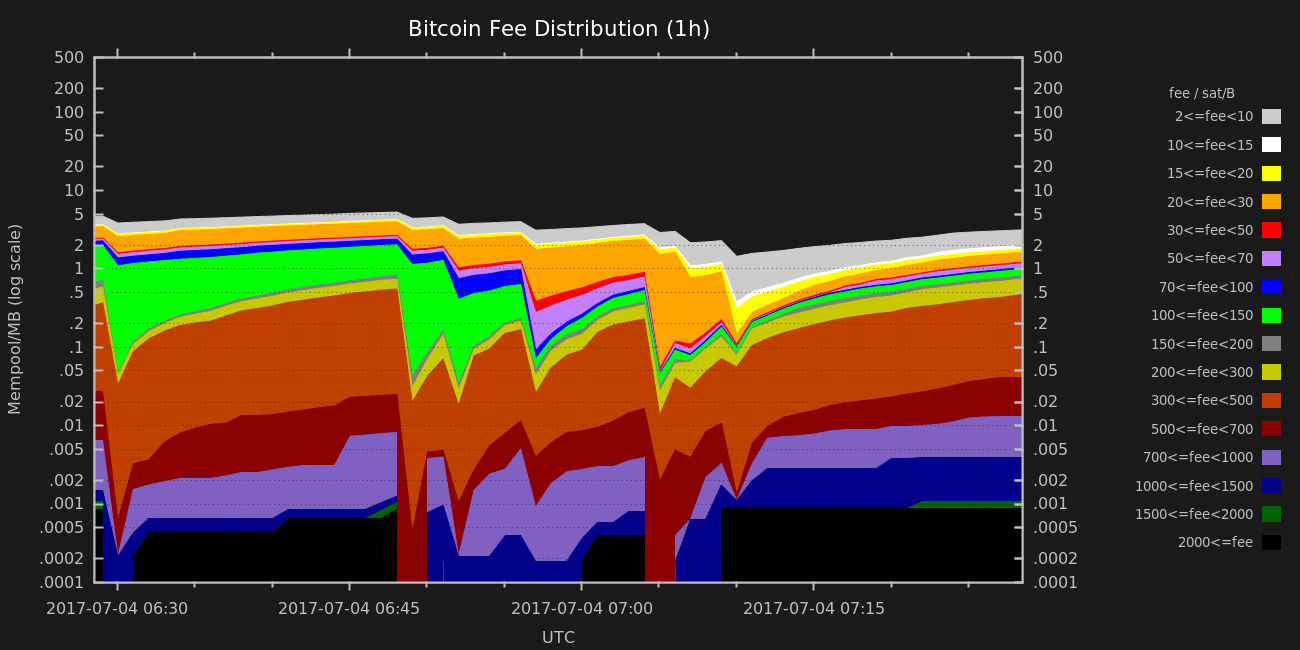 Bitcoin Fee Distribution (1h)
500
200
100
50
20
10
5
2
1
.5
.2
.1
.05
.02
.01
.005
.002
.001
.0005
.0002
.0001
Mempool/MB (log scale)
500
200
100
50
20
10
5
2
1
.5
.2
.1
.05
.02
.01
.005
.002
.001
.0005
.0002
.0001
2017-07-04 06:30
2017-07-04 06:45
2017-07-04 07:00
2017-07-04 07:15
UTC
fee / sat/B
2<=fee<10
10<=fee<15
15<=fee<20
20<=fee<30
30<=fee<50
50<=fee<70
70<=fee<100
100<=fee<150
150<=fee<200
200<=fee<300
300<=fee<500
500<=fee<700
700<=fee<1000
1000<=fee<1500
1500<=fee<2000
2000<=fee